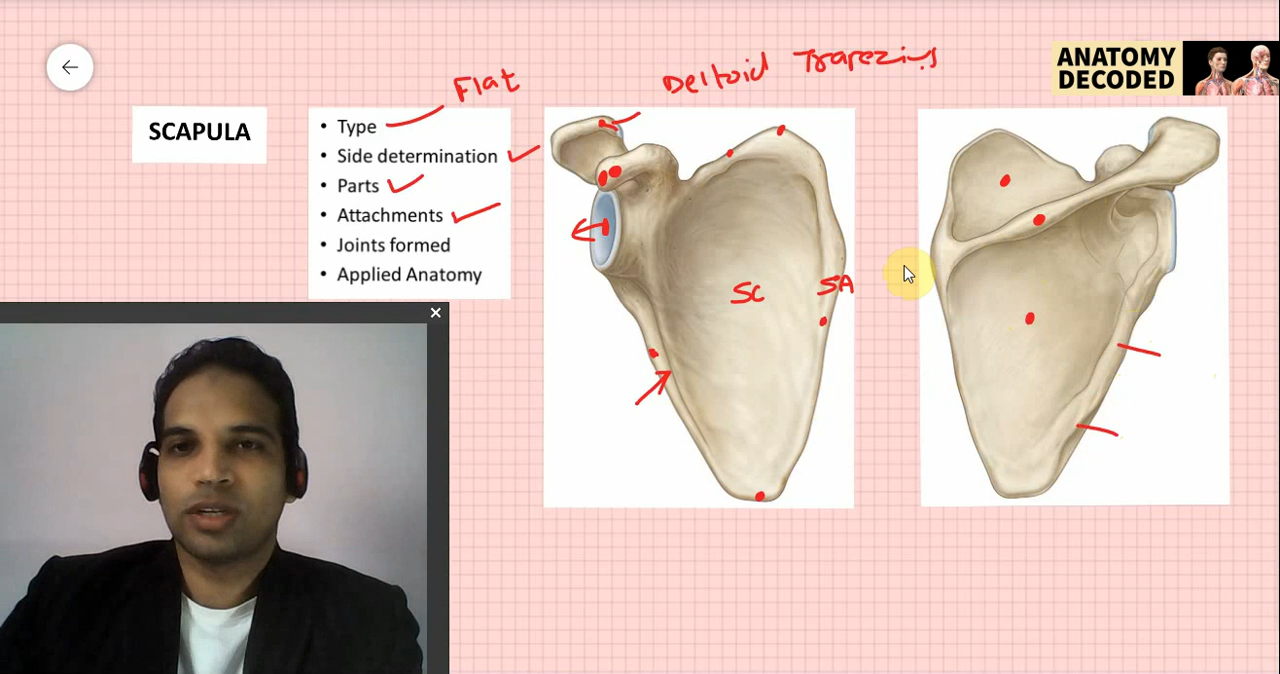 Flat
Deltoid Trapezius
ANATOMY
DECODED
SCAPULA
• Type
• Side determination
• Parts
• Attachments
• Joints formed
• Applied Anatomy
SC
SA